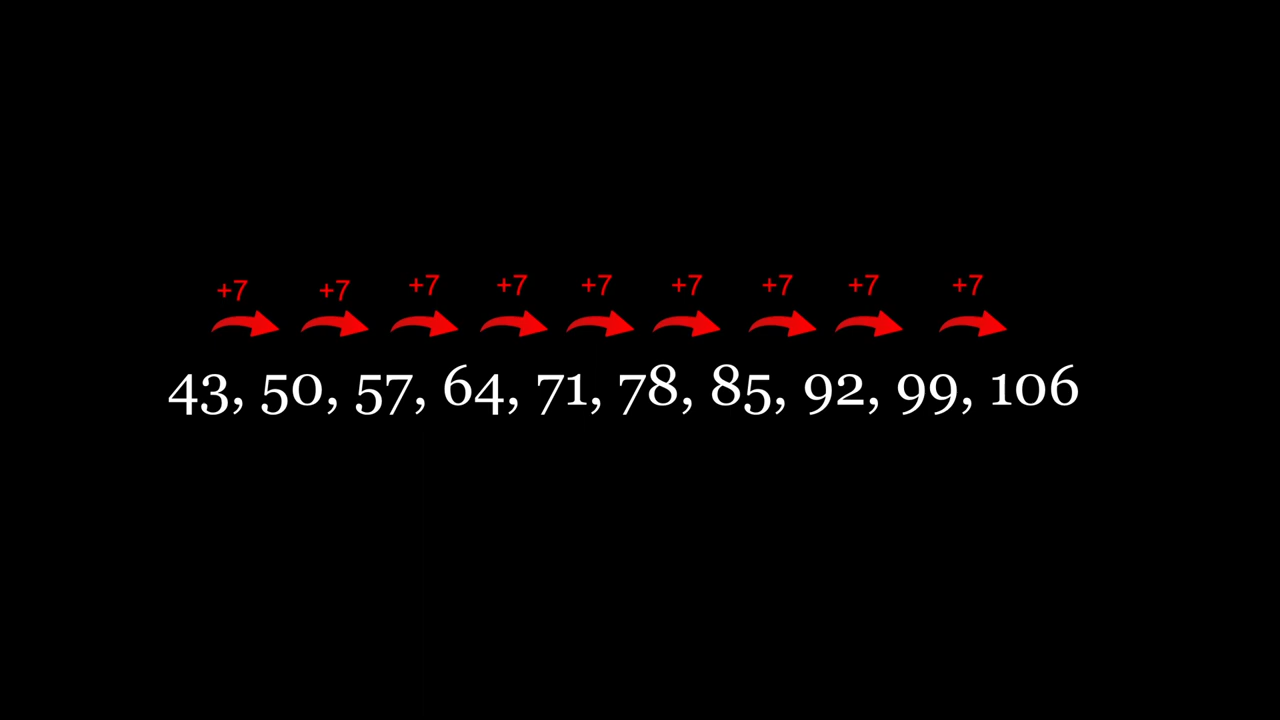 +7 +7 +7 +7 +7 +7 +7 +7 +7
43, 50, 57, 64, 71, 78, 85, 92, 99, 106